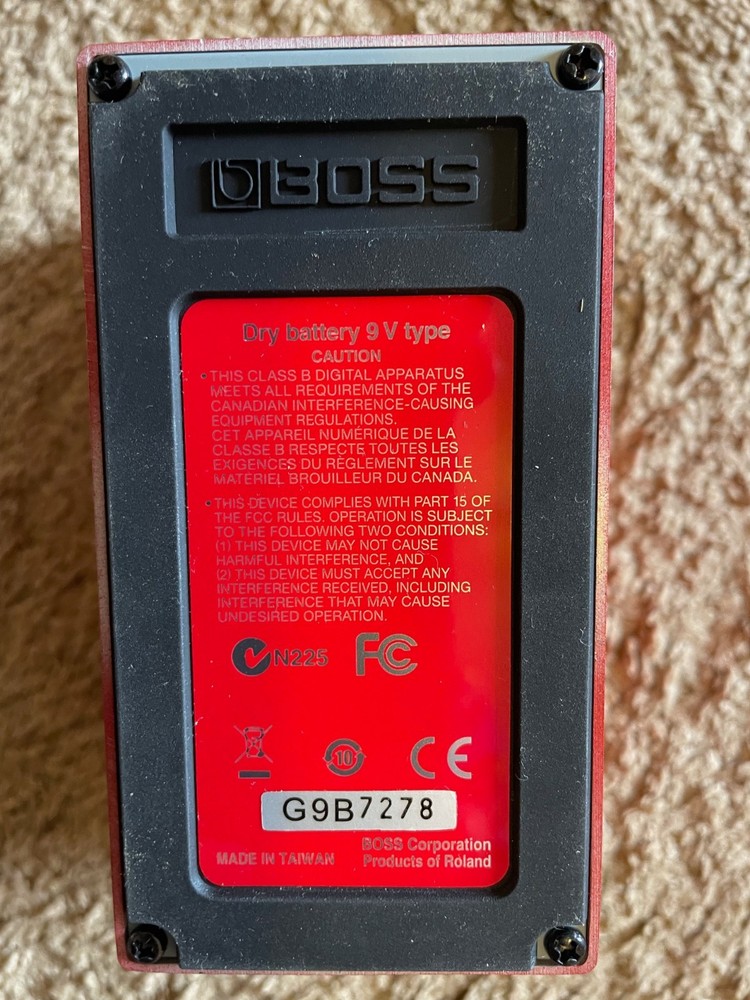 BOSS
Dry battery 9 V type
CAUTION
• THIS CLASS B DIGITAL APPARATUS
MEETS ALL REQUIREMENTS OF THE
CANADIAN INTERFERENCE-CAUSING
EQUIPMENT REGULATIONS.
CET APPAREIL NUMÉRIQUE DE LA
CLASSE B RESPECTE TOUTES LES
EXIGENCES DU RÈGLEMENT SUR LE
MATÉRIEL BROUILLEUR DU CANADA.
• THIS DEVICE COMPLIES WITH PART 15 OF
THE FCC RULES. OPERATION IS SUBJECT
TO THE FOLLOWING TWO CONDITIONS:
(1) THIS DEVICE MAY NOT CAUSE
HARMFUL INTERFERENCE, AND
(2) THIS DEVICE MUST ACCEPT ANY
INTERFERENCE RECEIVED, INCLUDING
INTERFERENCE THAT MAY CAUSE
UNDESIRED OPERATION.
N225 FC
10 CE
G9B7278
MADE IN TAIWAN
BOSS Corporation
Products of Roland